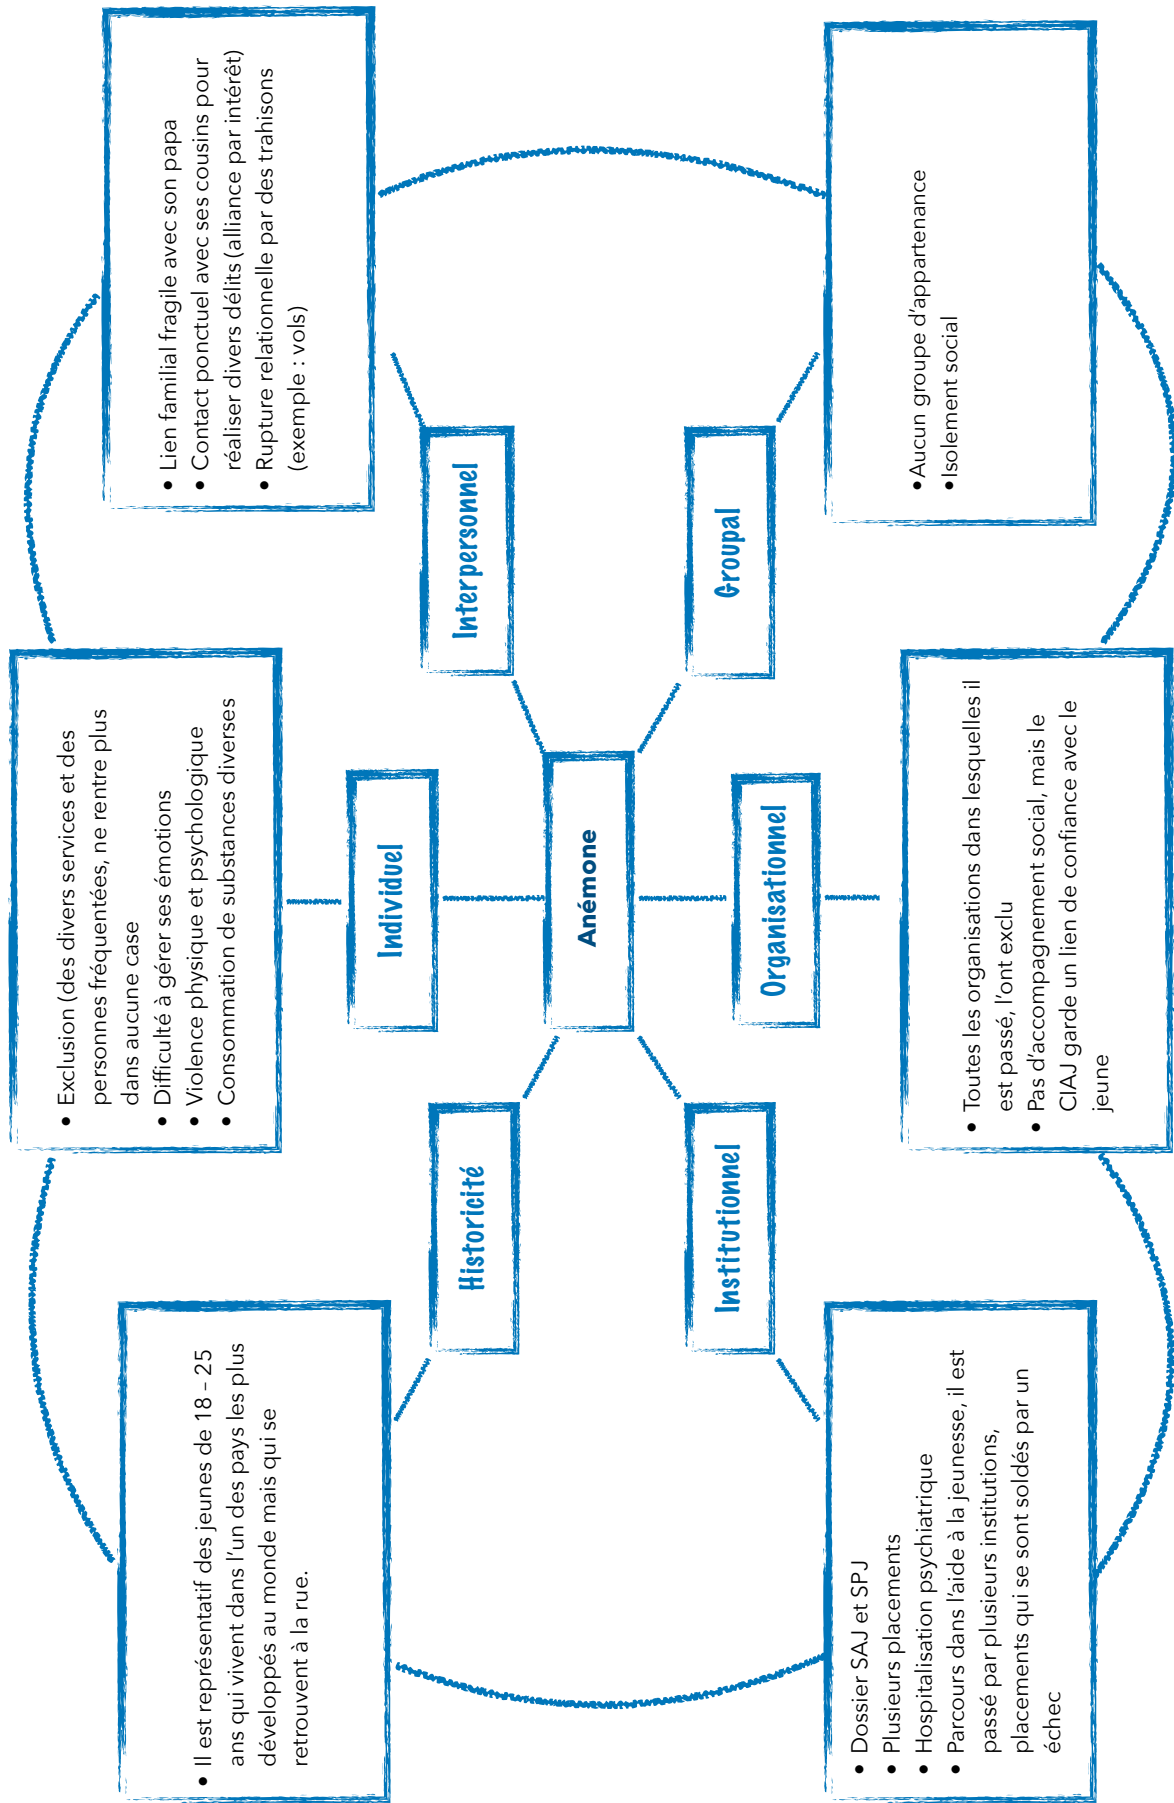 • Exclusion (des divers services et des
personnes fréquentées, ne rentre plus
dans aucune case
• Difficulté à gérer ses émotions
• Violence physique et psychologique
• Consommation de substances diverses
• Il est représentatif des jeunes de 18 – 25
ans qui vivent dans l'un des pays les plus
développés au monde mais qui se
retrouvent à la rue.
• Lien familial fragile avec son papa
• Contact ponctuel avec ses cousins pour
réaliser divers délits (alliance par intérêt)
• Rupture relationnelle par des trahisons
(exemple : vols)
Individuel
Historicité
Interpersonnel
Anémone
Institutionnel
Organisationnel
Groupal
• Dossier SAJ et SPJ
• Plusieurs placements
• Hospitalisation psychiatrique
• Parcours dans l'aide à la jeunesse, il est
passé par plusieurs institutions,
placements qui se sont soldés par un
échec
• Toutes les organisations dans lesquelles il
est passé, l'ont exclu
• Pas d'accompagnement social, mais le
CIAJ garde un lien de confiance avec le
jeune
• Aucun groupe d'appartenance
• Isolement social